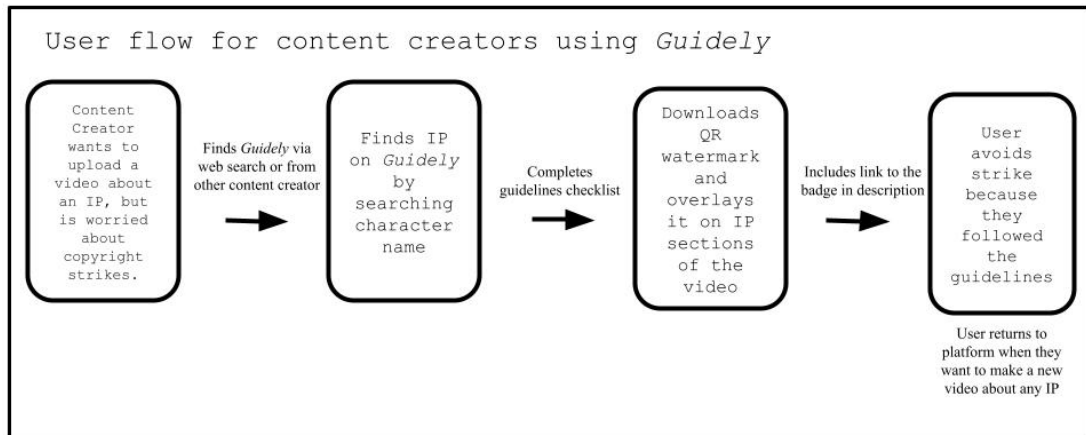 User flow for content creators using Guidely
Content
Creator
wants to
upload a
video about
an IP, but
is worried
about
copyright
strikes.
Finds Guidely via
web search or from
other content creator
Finds IP
on Guidely
by
searching
character
name
Completes
guidelines checklist
Downloads
QR
watermark
and
overlays
it on IP
sections
of the
video
Includes link to the
badge in description
User
avoids
strike
because
they
followed
the
guidelines
User returns to
platform when they
want to make a new
video about any IP